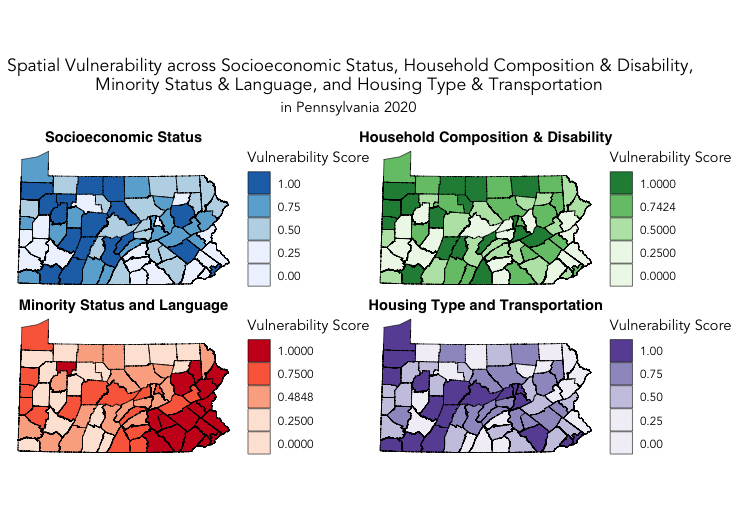 Spatial Vulnerability across Socioeconomic Status, Household Composition & Disability,
Minority Status & Language, and Housing Type & Transportation
in Pennsylvania 2020
Socioeconomic Status
Vulnerability Score
1.00
0.75
0.50
0.25
0.00
Household Composition & Disability
Vulnerability Score
1.0000
0.7424
0.5000
0.2500
0.0000
Minority Status and Language
Vulnerability Score
1.0000
0.7500
0.4848
0.2500
0.0000
Housing Type and Transportation
Vulnerability Score
1.00
0.75
0.50
0.25
0.00